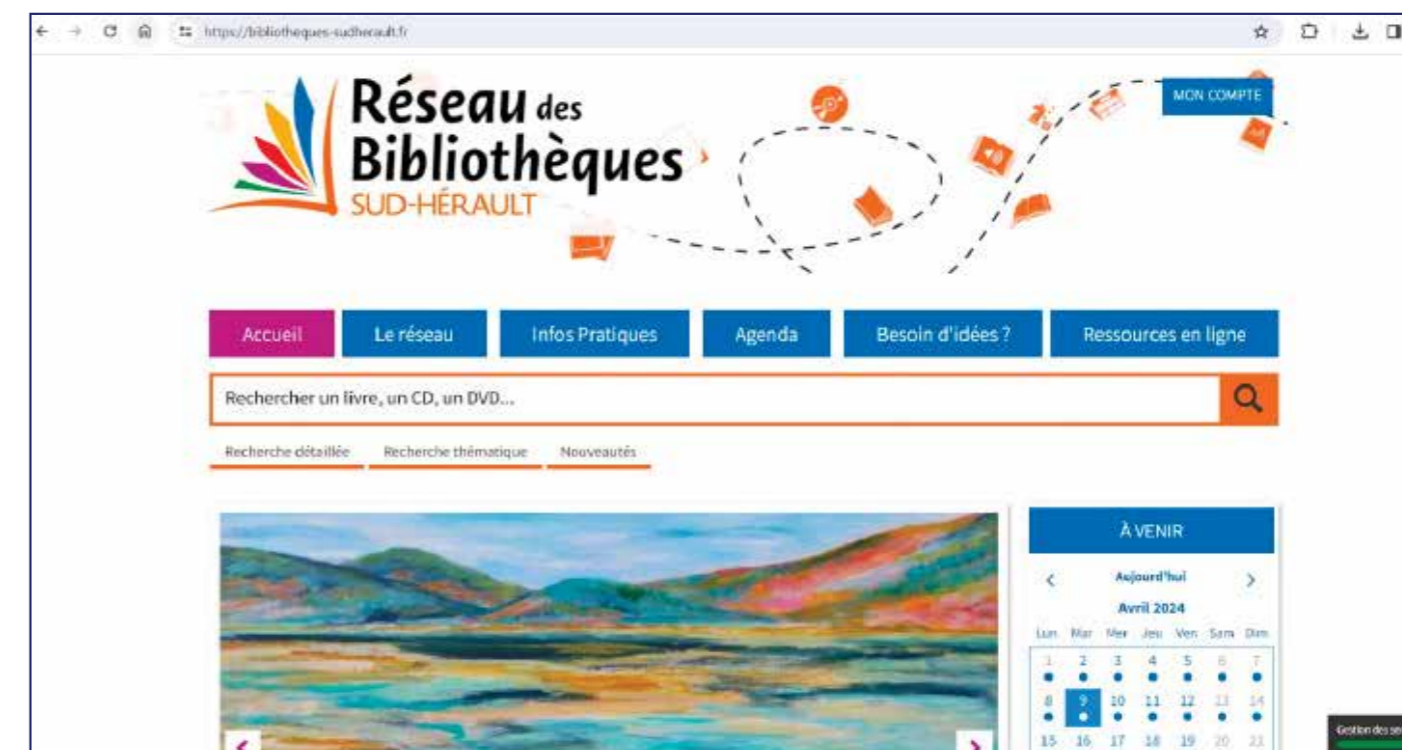 https://bibliotheques-sudherault.fr
Réseau des
Bibliothèques
SUD-HÉRAULT
MON COMPTE
Accueil Le réseau Infos Pratiques Agenda Besoin d'idées ? Ressources en ligne
Rechercher un livre, un CD, un DVD...
Recherche détaillée Recherche thématique Nouveautés
À VENIR
Aujourd'hui
Avril 2024
Lun Mar Mer Jeu Ven Sam Dim
1 2 3 4 5 6 7
8 9 10 11 12 13 14
15 16 17 18 19 20 21
Gestion des